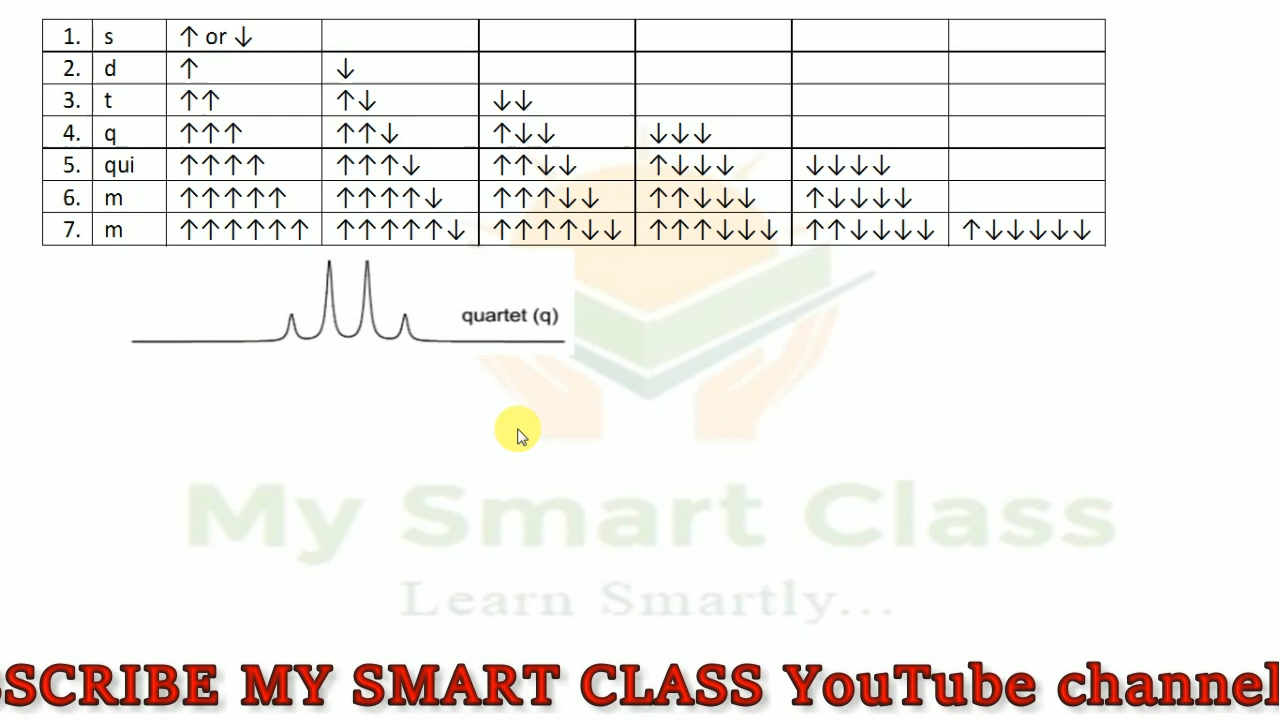 1. s ↑ or ↓
2. d ↑ ↓
3. t ↑↑ ↑↓ ↓↓
4. q ↑↑↑ ↑↑↓ ↑↓↓ ↓↓↓
5. qui ↑↑↑↑ ↑↑↑↓ ↑↑↓↓ ↑↓↓↓ ↓↓↓↓
6. m ↑↑↑↑↑ ↑↑↑↑↓ ↑↑↑↓↓ ↑↑↓↓↓ ↑↓↓↓↓
7. m ↑↑↑↑↑↑ ↑↑↑↑↑↓ ↑↑↑↑↓↓ ↑↑↑↓↓↓ ↑↑↓↓↓↓ ↑↓↓↓↓↓
quartet (q)
My Smart Class
Learn Smartly...
SSCRIBE MY SMART CLASS YouTube channel